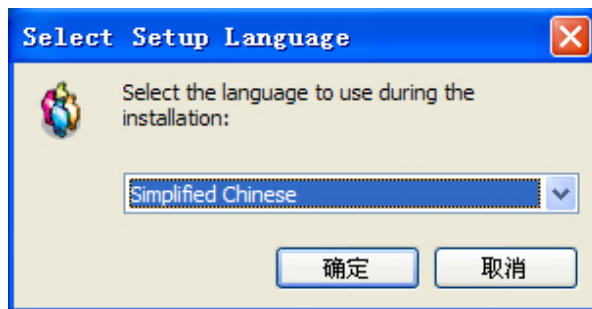 Select Setup Language
Select the language to use during the
installation:
Simplified Chinese
确定
取消